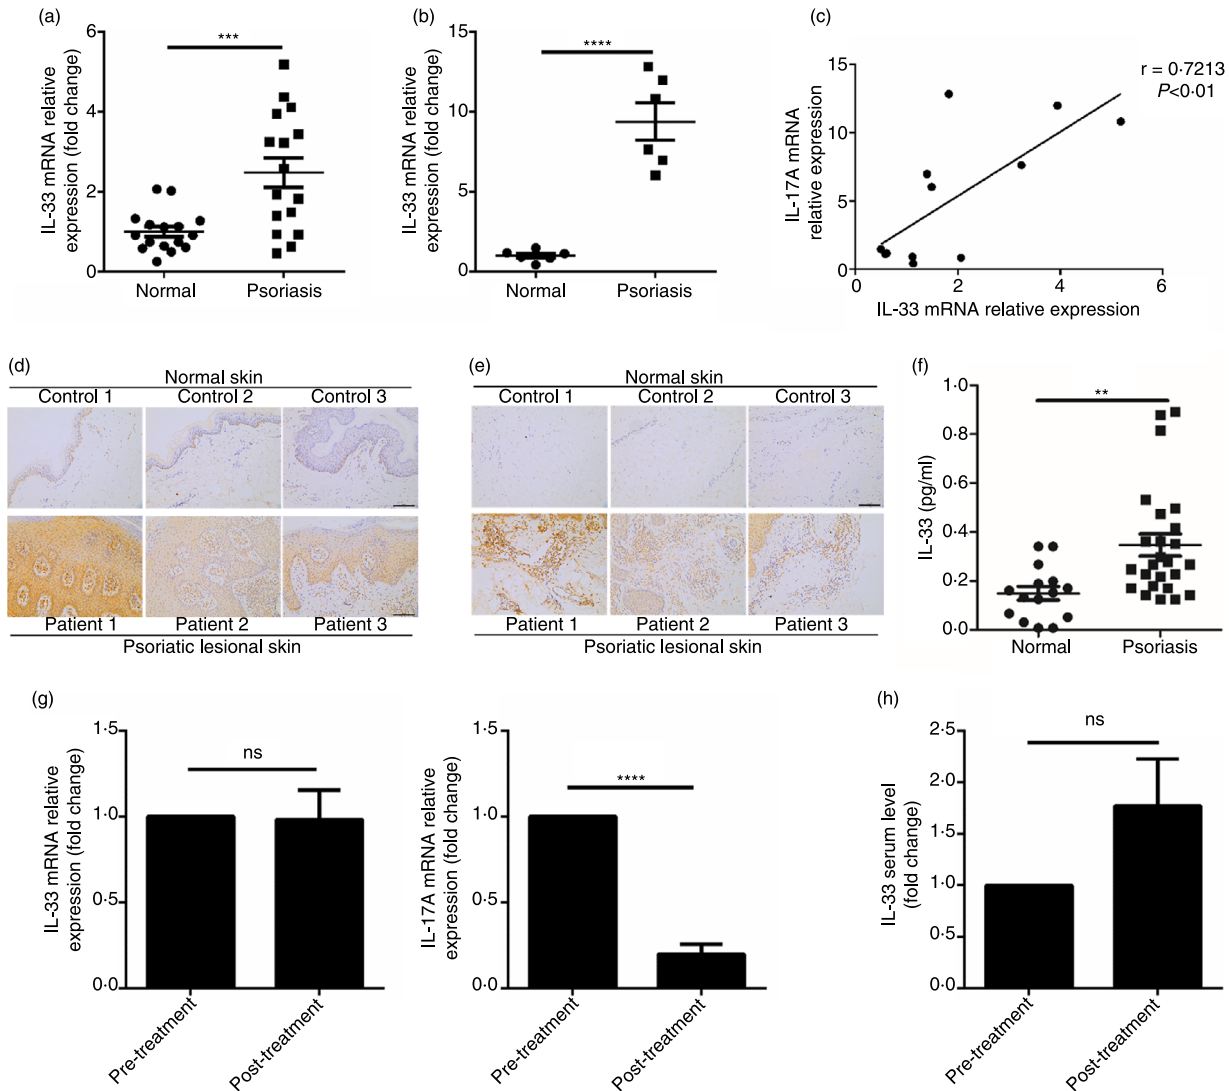 (a)
IL-33 mRNA relative
expression (fold change)
6
4
2
0
***
Normal
Psoriasis
(b)
IL-33 mRNA relative
expression (fold change)
15
10
5
0
****
Normal
Psoriasis
(c)
IL-17A mRNA
relative expression
15
10
5
0
r = 0·7213
P<0·01
0
2
4
6
IL-33 mRNA relative expression
(d)
Normal skin
Control 1
Control 2
Control 3
Patient 1
Patient 2
Patient 3
Psoriatic lesional skin
(e)
Normal skin
Control 1
Control 2
Control 3
Patient 1
Patient 2
Patient 3
Psoriatic lesional skin
(f)
IL-33 (pg/ml)
1·0
0·8
0·6
0·4
0·2
0·0
**
Normal
Psoriasis
(g)
IL-33 mRNA relative
expression (fold change)
1·5
1·0
0·5
0·0
ns
Pre-treatment
Post-treatment
IL-17A mRNA relative
expression (fold change)
1·5
1·0
0·5
0·0
****
Pre-treatment
Post-treatment
(h)
IL-33 serum level
(fold change)
2·5
2·0
1·5
1·0
0·5
0·0
ns
Pre-treatment
Post-treatment